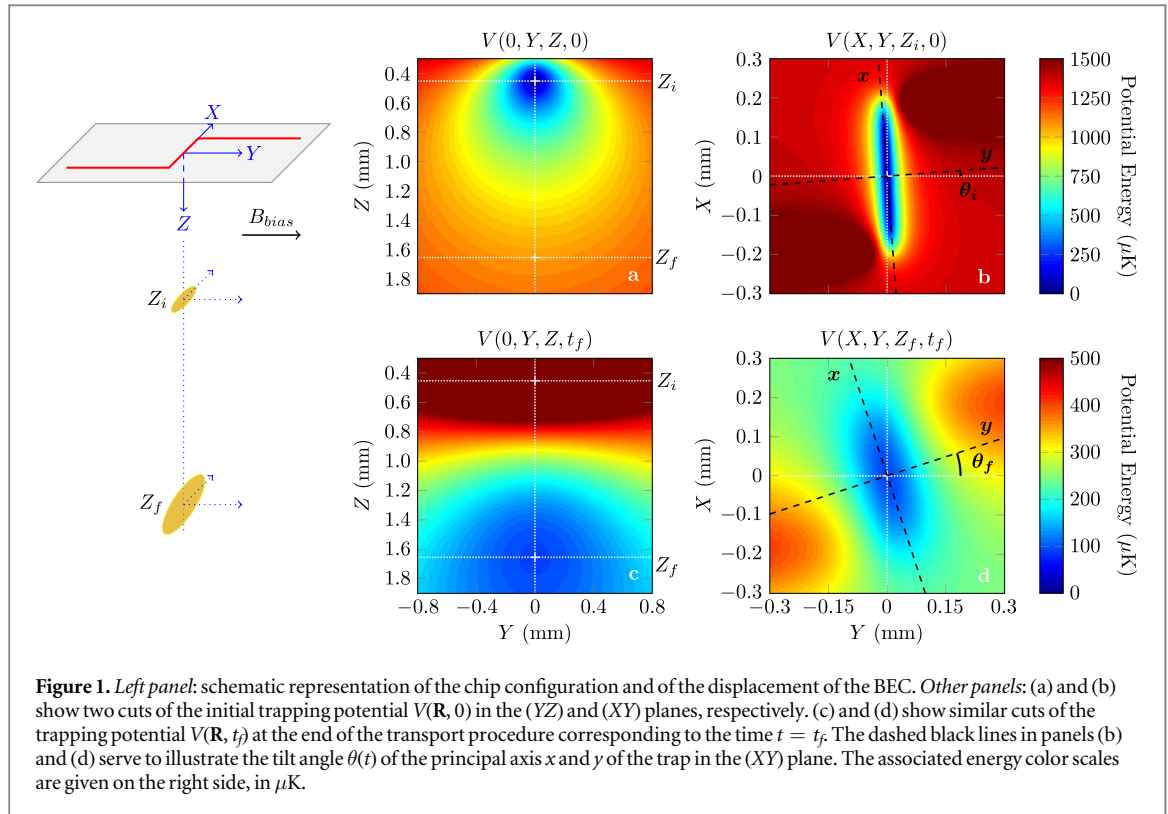 V(0, Y, Z, 0)
V(X, Y, Z_i, 0)
X
Y
Z
B_bias
Z_i
Z_f
0.4
0.6
0.8
1.0
1.2
1.4
1.6
1.8
Z (mm)
Z_i
Z_f
a
0.3
0.2
0.1
0
−0.1
−0.2
−0.3
X (mm)
x
y
θ_i
b
1500
1250
1000
750
500
250
0
Potential Energy (μK)
V(0, Y, Z, t_f)
V(X, Y, Z_f, t_f)
0.4
0.6
0.8
1.0
1.2
1.4
1.6
1.8
Z (mm)
Z_i
Z_f
c
−0.8 −0.4 0 0.4 0.8
Y (mm)
0.3
0.2
0.1
0
−0.1
−0.2
−0.3
X (mm)
x
y
θ_f
d
−0.3 −0.15 0 0.15 0.3
Y (mm)
500
400
300
200
100
0
Potential Energy (μK)
Figure 1. Left panel: schematic representation of the chip configuration and of the displacement of the BEC. Other panels: (a) and (b)
show two cuts of the initial trapping potential V(R, 0) in the (YZ) and (XY) planes, respectively. (c) and (d) show similar cuts of the
trapping potential V(R, t_f) at the end of the transport procedure corresponding to the time t = t_f. The dashed black lines in panels (b)
and (d) serve to illustrate the tilt angle θ(t) of the principal axis x and y of the trap in the (XY) plane. The associated energy color scales
are given on the right side, in μK.